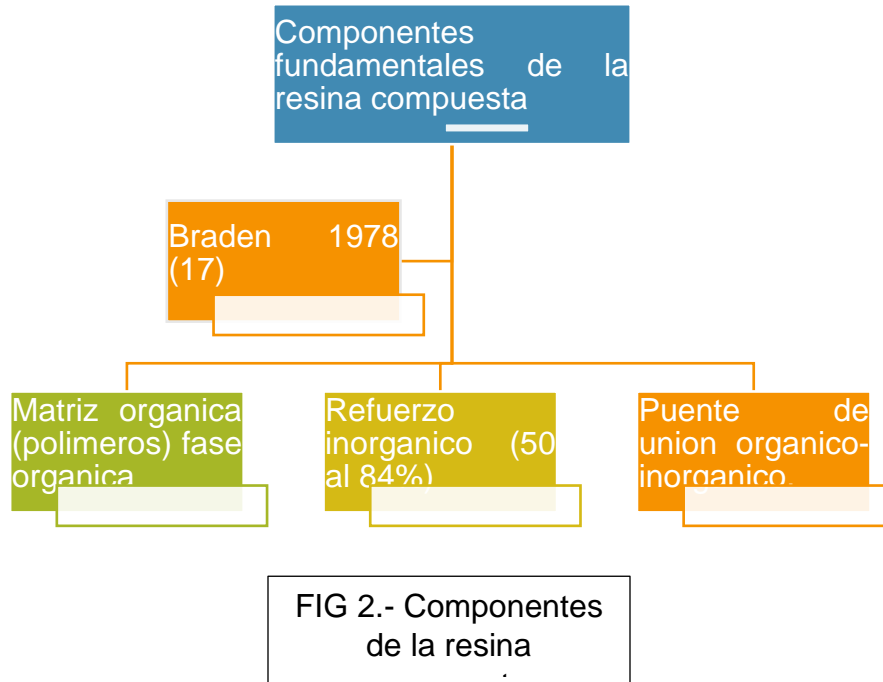 Componentes
fundamentales de la
resina compuesta
Braden 1978
(17)
Matriz organica
(polimeros) fase
organica
Refuerzo
inorganico (50
al 84%)
Puente de
union organico-
inorganico.
FIG 2.- Componentes
de la resina